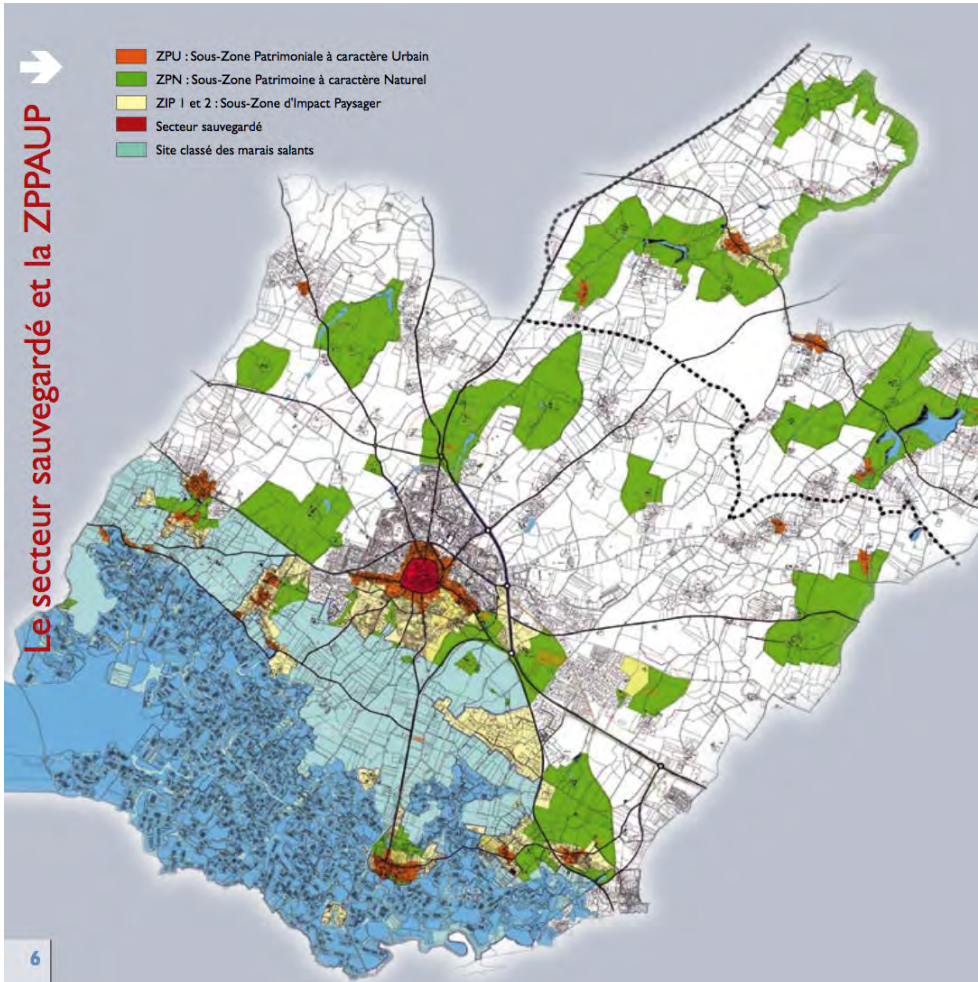 Le secteur sauvegardé et la ZPPAUP
ZPU : Sous-Zone Patrimoniale à caractère Urbain
ZPN : Sous-Zone Patrimoine à caractère Naturel
ZIP 1 et 2 : Sous-Zone d'Impact Paysager
Secteur sauvegardé
Site classé des marais salants
6